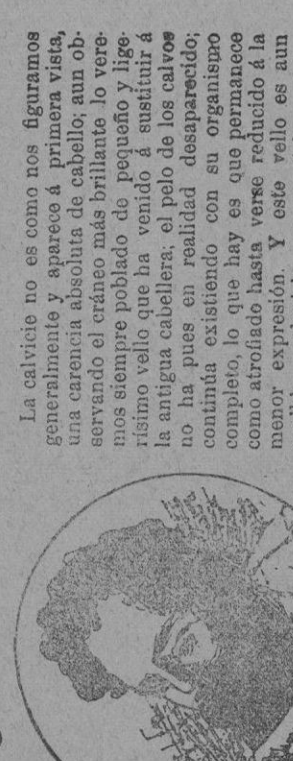 La calvicie no es como nos figuramos
generalmente y aparece á primera vista,
una carencia absoluta de cabello; aun ob-
servando el cráneo más brillante lo vere-
mos siempre poblado de pequeño y lige-
rísimo vello que ha venido á sustituir á
la antigua cabellera; el pelo de los calvos
no ha pues en realidad desaparecido;
continúa existiendo con su organismo
completo, lo que hay es que permanece
como atrofiado hasta verse reducido á la
menor expresión. Y este vello es aun